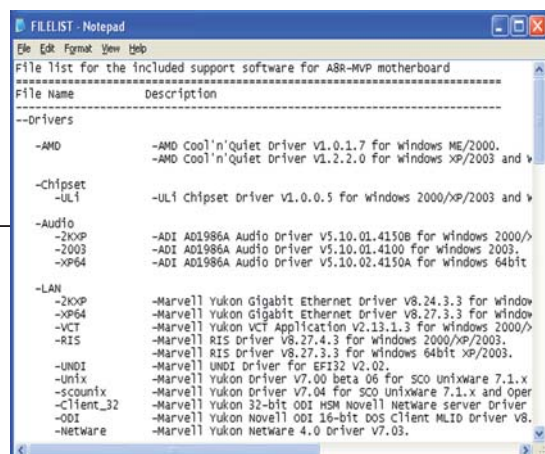 FILELIST - Notepad
File Edit Format View Help
File list for the included support software for A8R-MVP motherboard
================================================================
File Name Description
----------------------------------------------------------------
--Drivers
-AMD -AMD Cool'n'Quiet Driver V1.0.1.7 for Windows ME/2000.
-AMD Cool'n'Quiet Driver V1.2.2.0 for Windows XP/2003 and
-Chipset
-ULi -ULi Chipset Driver V1.0.0.5 for Windows 2000/XP/2003 and
-Audio
-2KXP -ADI AD1986A Audio Driver V5.10.01.4150B for Windows 2000/
-2003 -ADI AD1986A Audio Driver V5.10.01.4100 for Windows 2003.
-XP64 -ADI AD1986A Audio Driver V5.10.02.4150A for Windows 64bit
-LAN
-2KXP -Marvell Yukon Gigabit Ethernet Driver V8.24.3.3 for Window
-XP64 -Marvell Yukon Gigabit Ethernet Driver V8.27.3.3 for Window
-VCT -Marvell Yukon VCT Application V2.13.1.3 for Windows 2000/
-RIS -Marvell RIS Driver V8.27.4.3 for Windows 2000/XP/2003.
-Marvell RIS Driver V8.27.3.3 for Windows 64bit XP/2003.
-UNDI -Marvell UNDI Driver for EFI32 V2.02.
-Unix -Marvell Yukon Driver V7.00 beta 06 for SCO UnixWare 7.1.x
-scounix -Marvell Yukon Driver V7.04 for SCO UnixWare 7.1.x and Oper
-Client_32 -Marvell Yukon 32-bit ODI HSM Novell NetWare server Driver
-ODI -Marvell Yukon Novell ODI 16-bit DOS Client MLID Driver V8.
-NetWare -Marvell Yukon NetWare 4.0 Driver V7.03.